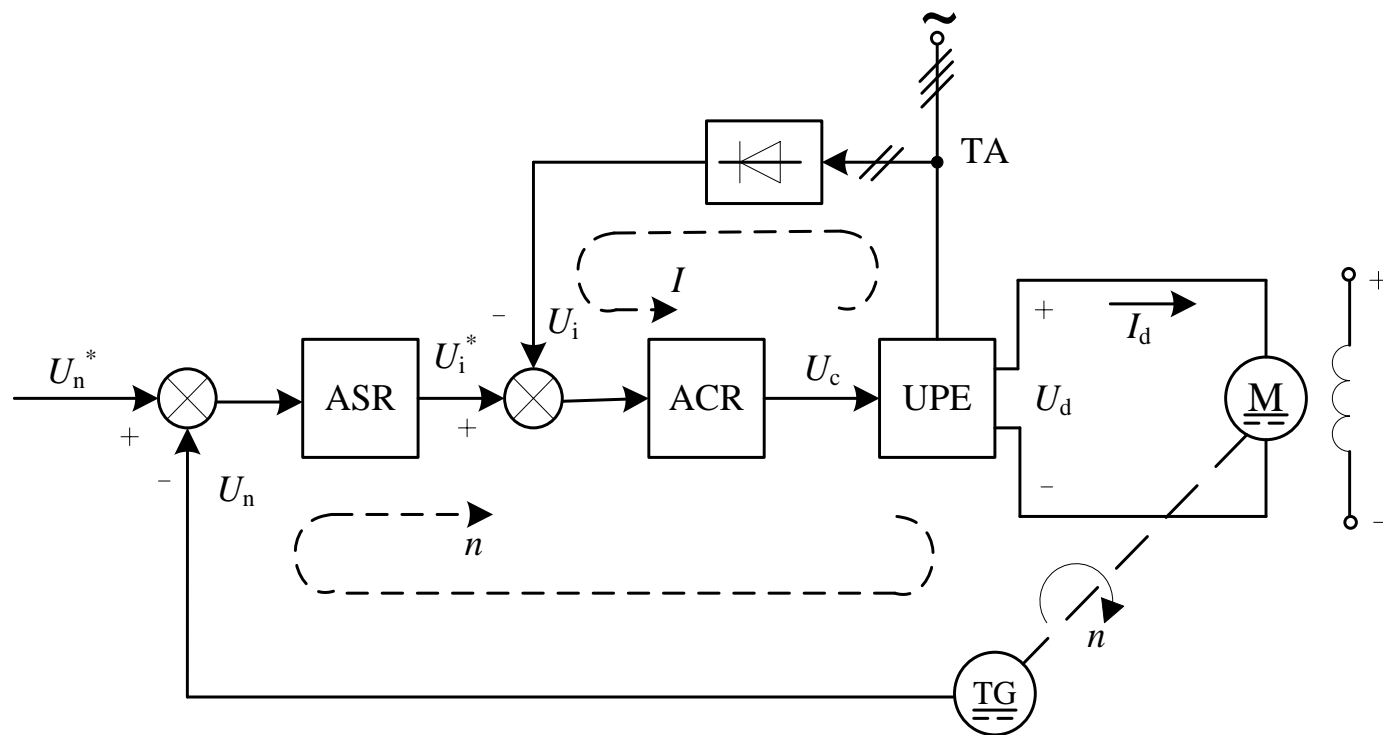 ~
TA
I
−
U_i
+
I_d
+
U_n^*
ASR
U_i^*
ACR
U_c
UPE
U_d
M
+
+
−
U_n
−
−
n
n
TG